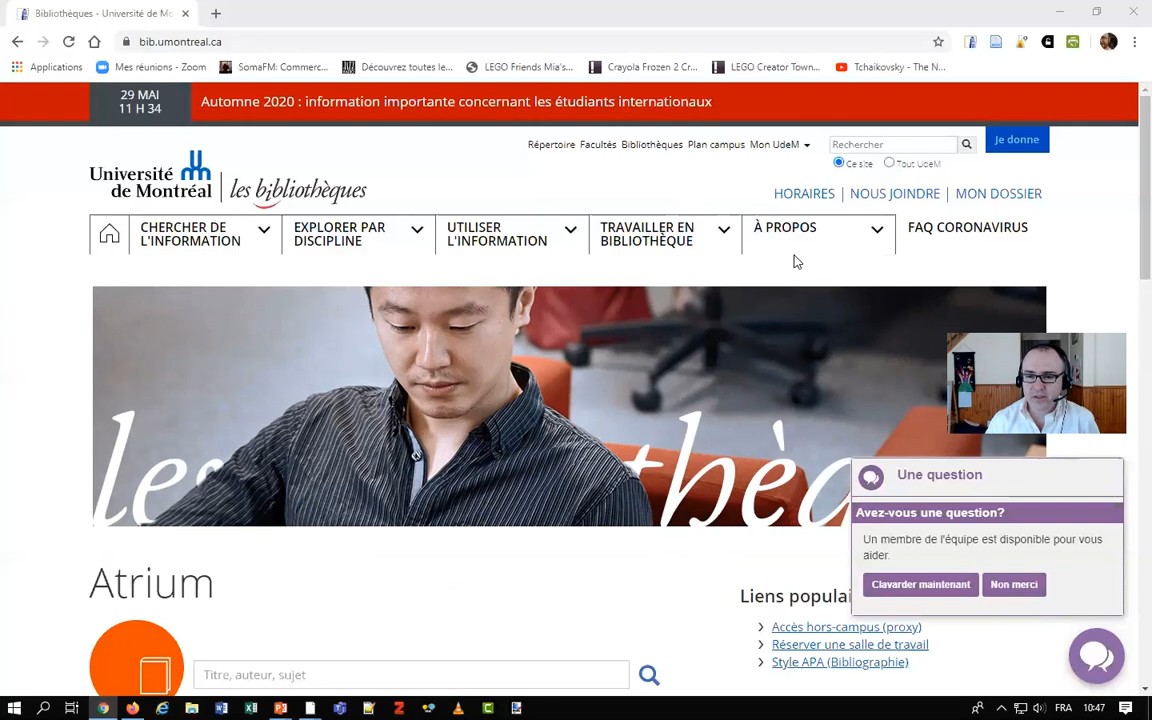 Bibliothèques - Université de Mo
bib.umontreal.ca
Applications
Mes réunions - Zoom
SomaFM: Commerc...
Découvrez toutes le...
LEGO Friends Mia's...
Crayola Frozen 2 Cr...
LEGO Creator Town...
Tchaikovsky - The N...
29 MAI
11 H 34
Automne 2020 : information importante concernant les étudiants internationaux
Répertoire Facultés Bibliothèques Plan campus Mon UdeM
Rechercher
Je donne
Ce site Tout UdeM
Université
de Montréal
les bibliothèques
HORAIRES NOUS JOINDRE MON DOSSIER
CHERCHER DE
L'INFORMATION
EXPLORER PAR
DISCIPLINE
UTILISER
L'INFORMATION
TRAVAILLER EN
BIBLIOTHÈQUE
À PROPOS
FAQ CORONAVIRUS
Une question
Avez-vous une question?
Un membre de l'équipe est disponible pour vous
aider.
Clavarder maintenant
Non merci
Atrium
Titre, auteur, sujet
Liens populai
Accès hors-campus (proxy)
Réserver une salle de travail
Style APA (Bibliographie)
FRA
10:47